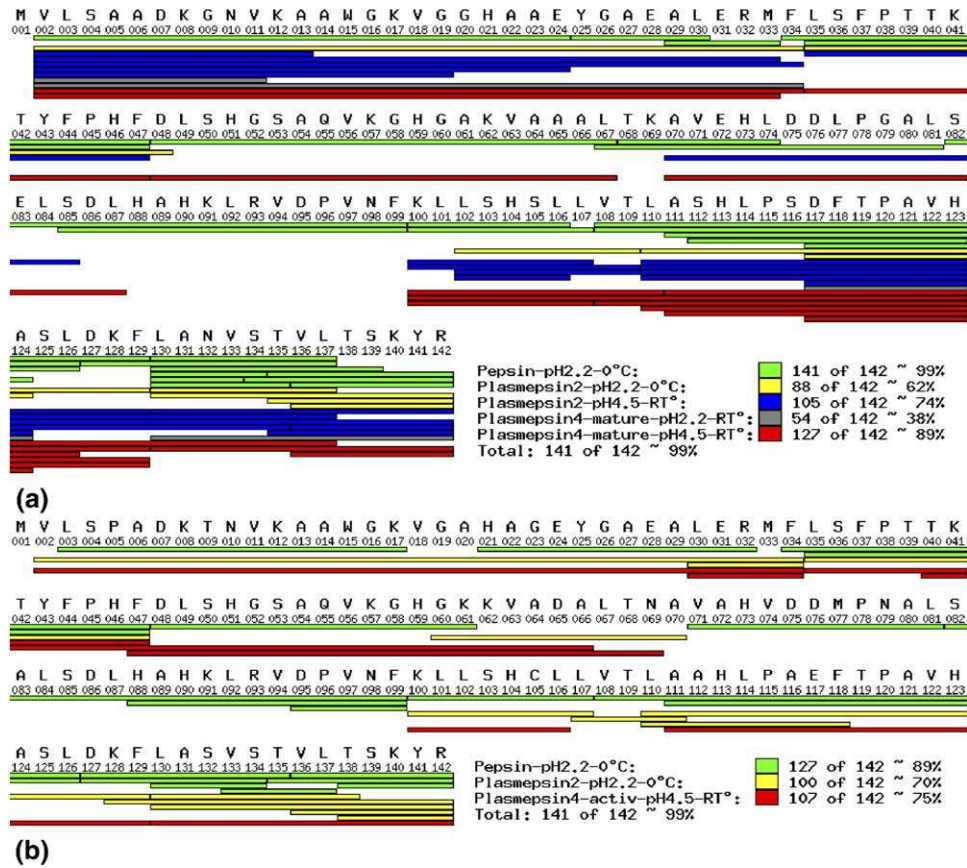 M V L S A A D K G N V K A A W G K V G G H A A E Y G A E A L E R M F L S F P T T K
001 002 003 004 005 006 007 008 009 010 011 012 013 014 015 016 017 018 019 020 021 022 023 024 025 026 027 028 029 030 031 032 033 034 035 036 037 038 039 040 041
T Y F P H F D L S H G S A Q V K G H G A K V A A A L T K A V E H L D D L P G A L S
042 043 044 045 046 047 048 049 050 051 052 053 054 055 056 057 058 059 060 061 062 063 064 065 066 067 068 069 070 071 072 073 074 075 076 077 078 079 080 081 082
E L S D L H A H K L R V D P V N F K L L S H S L L V T L A S H L P S D F T P A V H
083 084 085 086 087 088 089 090 091 092 093 094 095 096 097 098 099 100 101 102 103 104 105 106 107 108 109 110 111 112 113 114 115 116 117 118 119 120 121 122 123
A S L D K F L A N V S T V L T S K Y R
124 125 126 127 128 129 130 131 132 133 134 135 136 137 138 139 140 141 142
Pepsin-pH2.2-0°C: 141 of 142 ~ 99%
Plasmepsin2-pH2.2-0°C: 88 of 142 ~ 62%
Plasmepsin2-pH4.5-RT°: 105 of 142 ~ 74%
Plasmepsin4-mature-pH2.2-RT°: 54 of 142 ~ 38%
Plasmepsin4-mature-pH4.5-RT°: 127 of 142 ~ 89%
Total: 141 of 142 ~ 99%
(a)
M V L S P A D K T N V K A A W G K V G A H A G E Y G A E A L E R M F L S F P T T K
001 002 003 004 005 006 007 008 009 010 011 012 013 014 015 016 017 018 019 020 021 022 023 024 025 026 027 028 029 030 031 032 033 034 035 036 037 038 039 040 041
T Y F P H F D L S H G S A Q V K G H G K K V A D A L T N A V A H V D D M P N A L S
042 043 044 045 046 047 048 049 050 051 052 053 054 055 056 057 058 059 060 061 062 063 064 065 066 067 068 069 070 071 072 073 074 075 076 077 078 079 080 081 082
A L S D L H A H K L R V D P V N F K L L S H C L L V T L A A H L P A E F T P A V H
083 084 085 086 087 088 089 090 091 092 093 094 095 096 097 098 099 100 101 102 103 104 105 106 107 108 109 110 111 112 113 114 115 116 117 118 119 120 121 122 123
A S L D K F L A S V S T V L T S K Y R
124 125 126 127 128 129 130 131 132 133 134 135 136 137 138 139 140 141 142
Pepsin-pH2.2-0°C: 127 of 142 ~ 89%
Plasmepsin2-pH2.2-0°C: 100 of 142 ~ 70%
Plasmepsin4-activ-pH4.5-RT°: 107 of 142 ~ 75%
Total: 141 of 142 ~ 99%
(b)